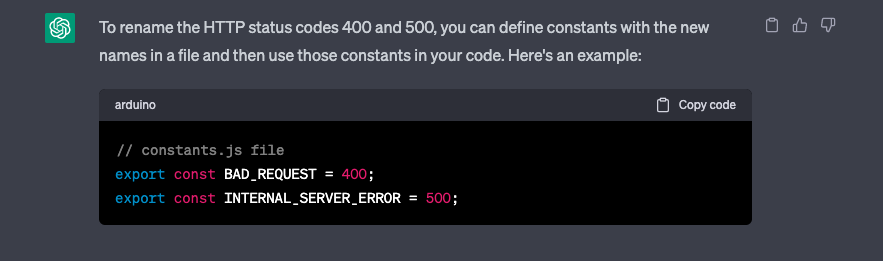 To rename the HTTP status codes 400 and 500, you can define constants with the new
names in a file and then use those constants in your code. Here's an example:
arduino
Copy code
// constants.js file
export const BAD_REQUEST = 400;
export const INTERNAL_SERVER_ERROR = 500;